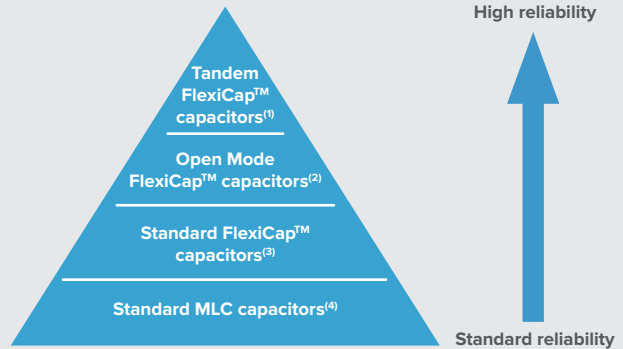 High reliability
Tandem
FlexiCap™
capacitors(1)
Open Mode
FlexiCap™ capacitors(2)
Standard FlexiCap™
capacitors(3)
Standard MLC capacitors(4)
Standard reliability